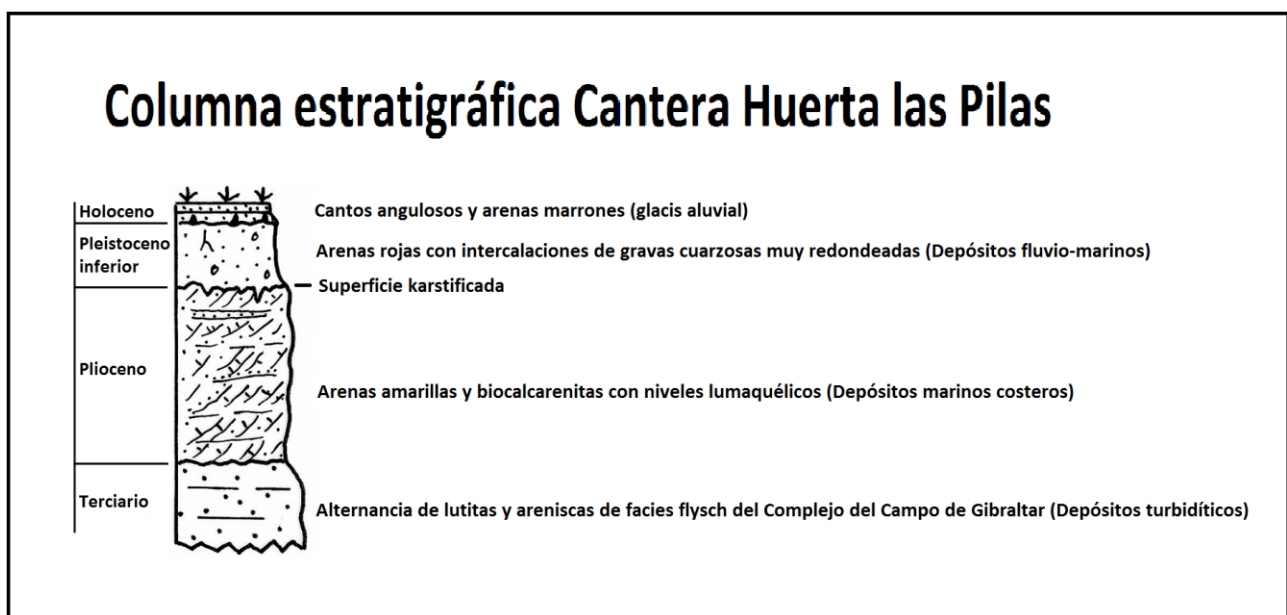 Columna estratigráfica Cantera Huerta las Pilas
Holoceno
Cantos angulosos y arenas marrones (glacis aluvial)
Pleistoceno
inferior
Arenas rojas con intercalaciones de gravas cuarzosas muy redondeadas (Depósitos fluvio-marinos)
Superficie karstificada
Plioceno
Arenas amarillas y biocalcarenitas con niveles lumaquélicos (Depósitos marinos costeros)
Terciario
Alternancia de lutitas y areniscas de facies flysch del Complejo del Campo de Gibraltar (Depósitos turbidíticos)